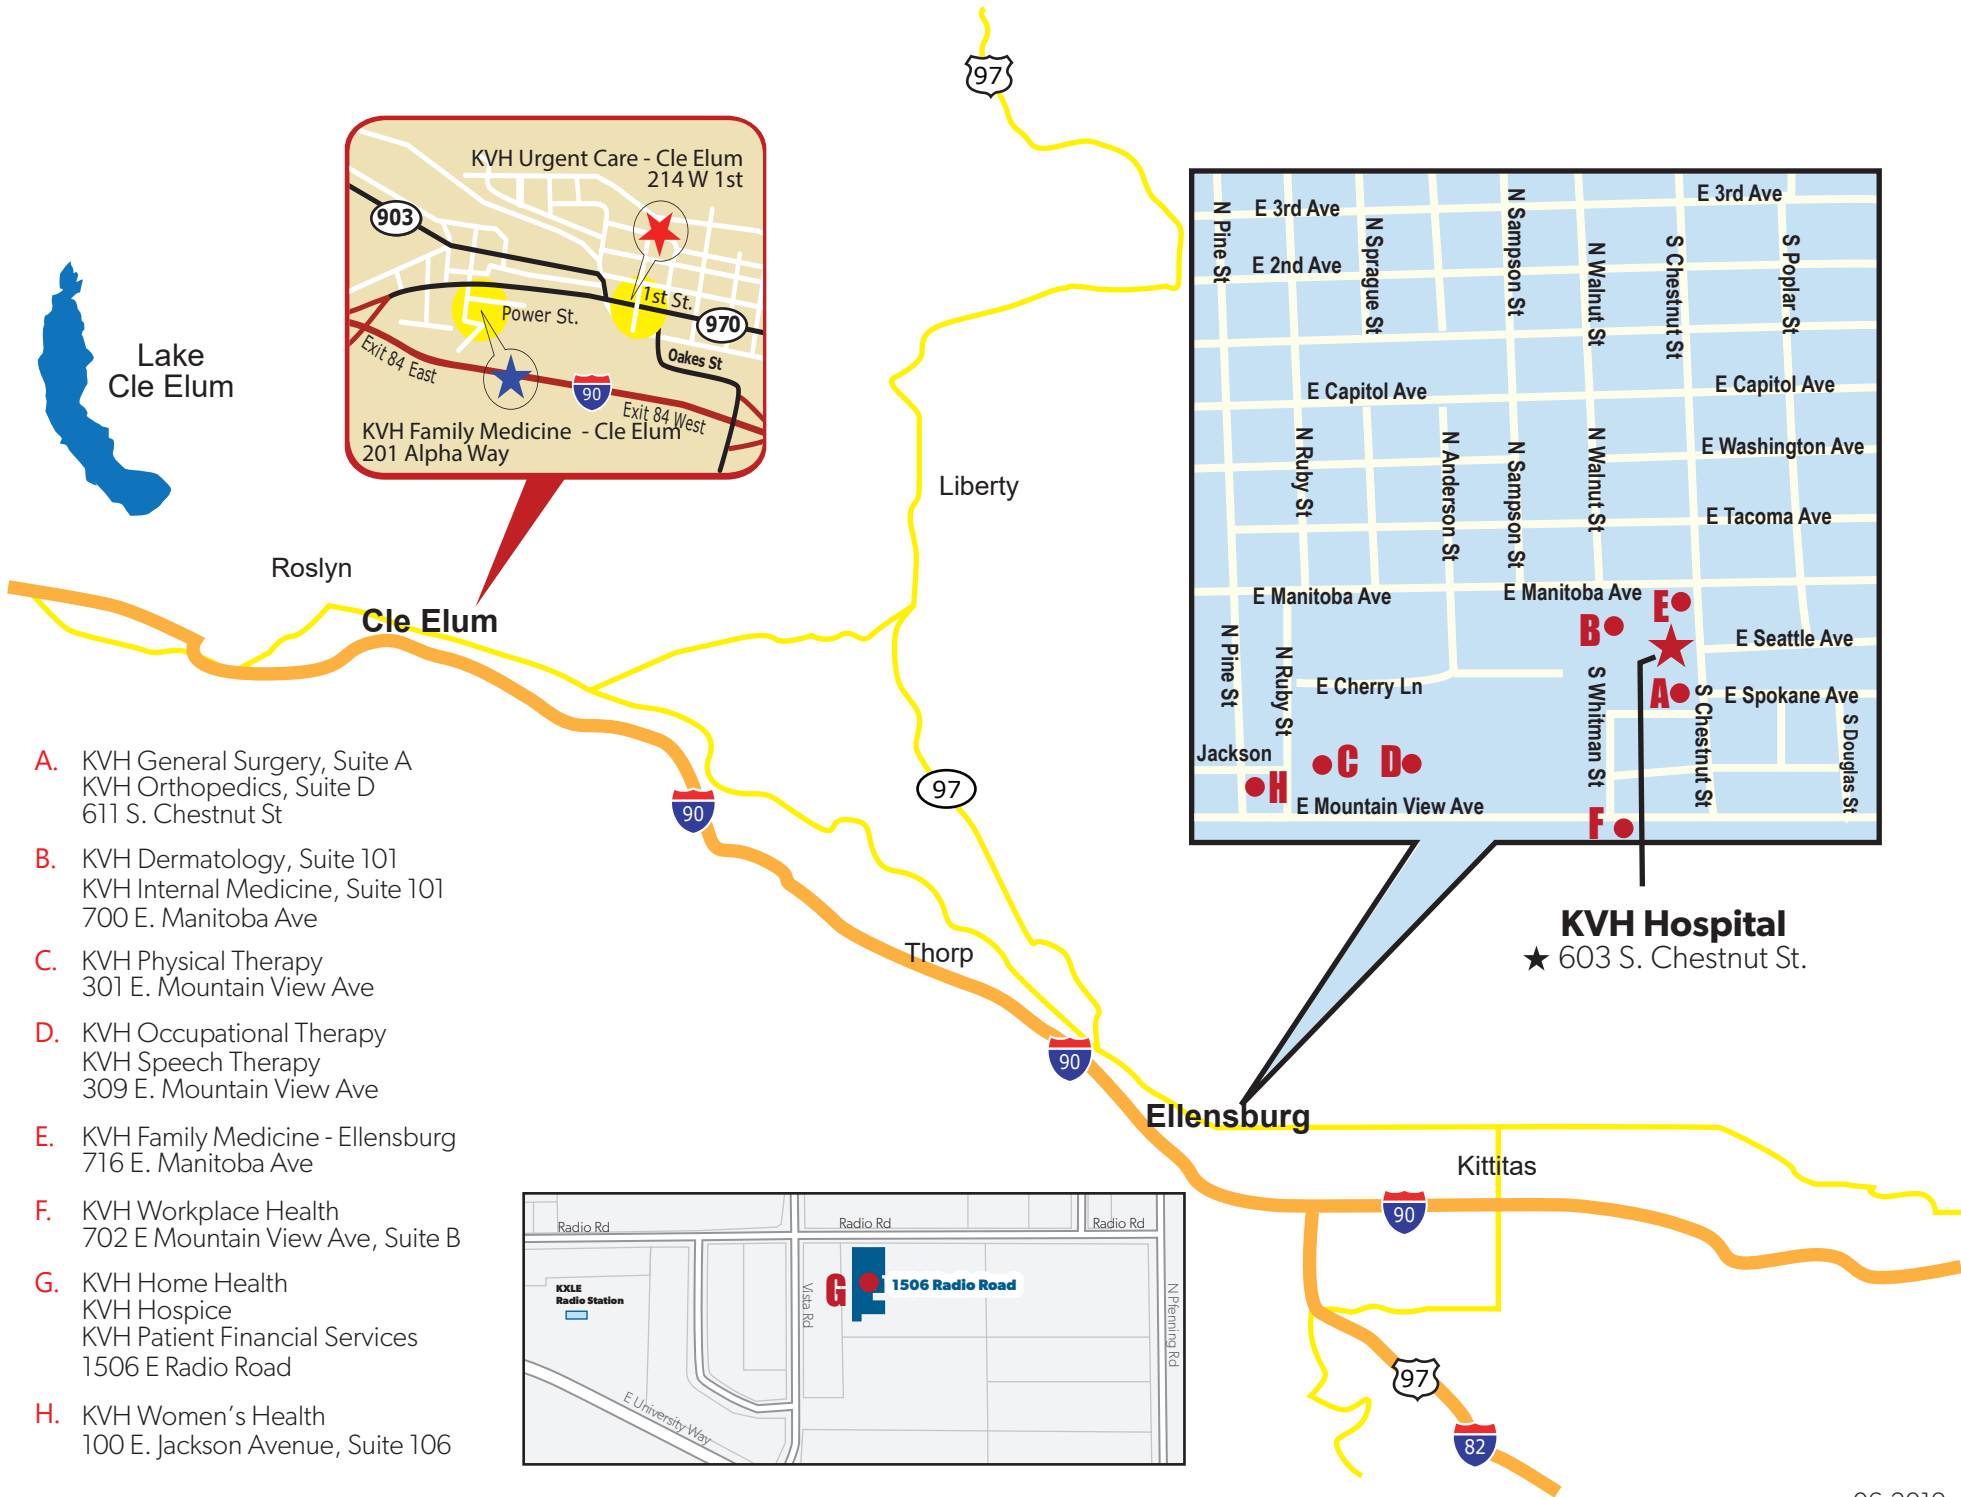 97
KVH Urgent Care - Cle Elum
214 W 1st
903
1st St.
Power St.
970
Oakes St
Exit 84 East
90
Exit 84 West
KVH Family Medicine - Cle Elum
201 Alpha Way
Lake
Cle Elum
Roslyn
Cle Elum
Liberty
97
90
Thorp
90
Ellensburg
Kittitas
90
97
82
E 3rd Ave
E 3rd Ave
N Pine St
N Sprague St
N Sampson St
N Walnut St
S Chestnut St
S Poplar St
E 2nd Ave
E Capitol Ave
E Capitol Ave
N Ruby St
N Anderson St
N Sampson St
N Walnut St
E Washington Ave
E Tacoma Ave
E Manitoba Ave
E Manitoba Ave
E
B
N Pine St
N Ruby St
E Seattle Ave
E Cherry Ln
S Whitman St
A
S Chestnut St
E Spokane Ave
S Douglas St
Jackson
C
D
H
E Mountain View Ave
F
KVH Hospital
★ 603 S. Chestnut St.
A. KVH General Surgery, Suite A
KVH Orthopedics, Suite D
611 S. Chestnut St
B. KVH Dermatology, Suite 101
KVH Internal Medicine, Suite 101
700 E. Manitoba Ave
C. KVH Physical Therapy
301 E. Mountain View Ave
D. KVH Occupational Therapy
KVH Speech Therapy
309 E. Mountain View Ave
E. KVH Family Medicine - Ellensburg
716 E. Manitoba Ave
F. KVH Workplace Health
702 E Mountain View Ave, Suite B
G. KVH Home Health
KVH Hospice
KVH Patient Financial Services
1506 E Radio Road
H. KVH Women's Health
100 E. Jackson Avenue, Suite 106
Radio Rd
Radio Rd
Radio Rd
KXLE
Radio Station
Vista Rd
G
1506 Radio Road
N Pfenning Rd
E University Way